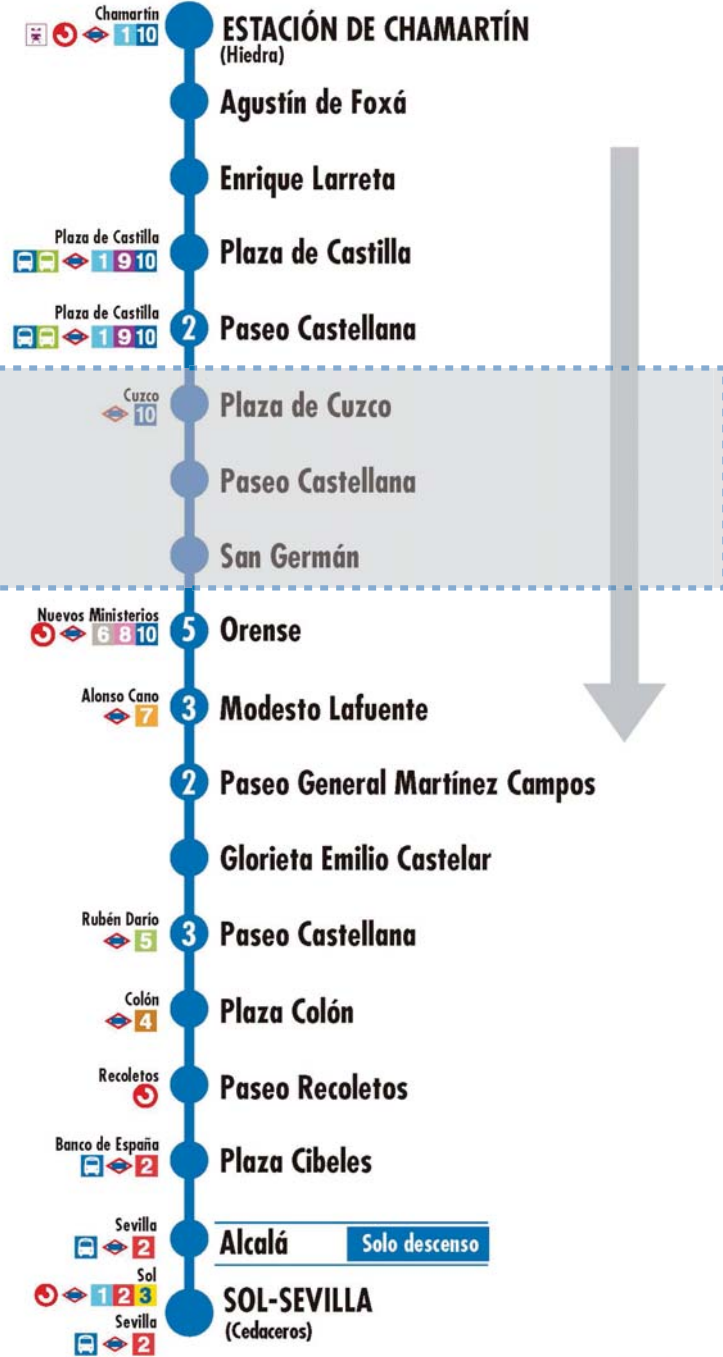 Chamartín
1 10
ESTACIÓN DE CHAMARTÍN
(Hiedra)
Agustín de Foxá
Enrique Larreta
Plaza de Castilla
1 9 10
Plaza de Castilla
Plaza de Castilla
1 9 10
2 Paseo Castellana
Cuzco
10
Plaza de Cuzco
Paseo Castellana
San Germán
Nuevos Ministerios
6 8 10
5 Orense
Alonso Cano
7
3 Modesto Lafuente
2 Paseo General Martínez Campos
Glorieta Emilio Castelar
Rubén Darío
5
3 Paseo Castellana
Colón
4
Plaza Colón
Recoletos
Paseo Recoletos
Banco de España
2
Plaza Cibeles
Sevilla
2
Alcalá Solo descenso
Sol
1 2 3
Sevilla
2
SOL-SEVILLA
(Cedaceros)